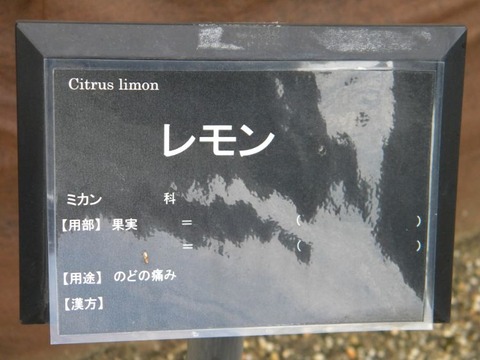 Citrus limon
レモン
ミカン 科
【用部】 果実 ＝ （ ）
＝ （ ）
【用途】 のどの痛み
【漢方】